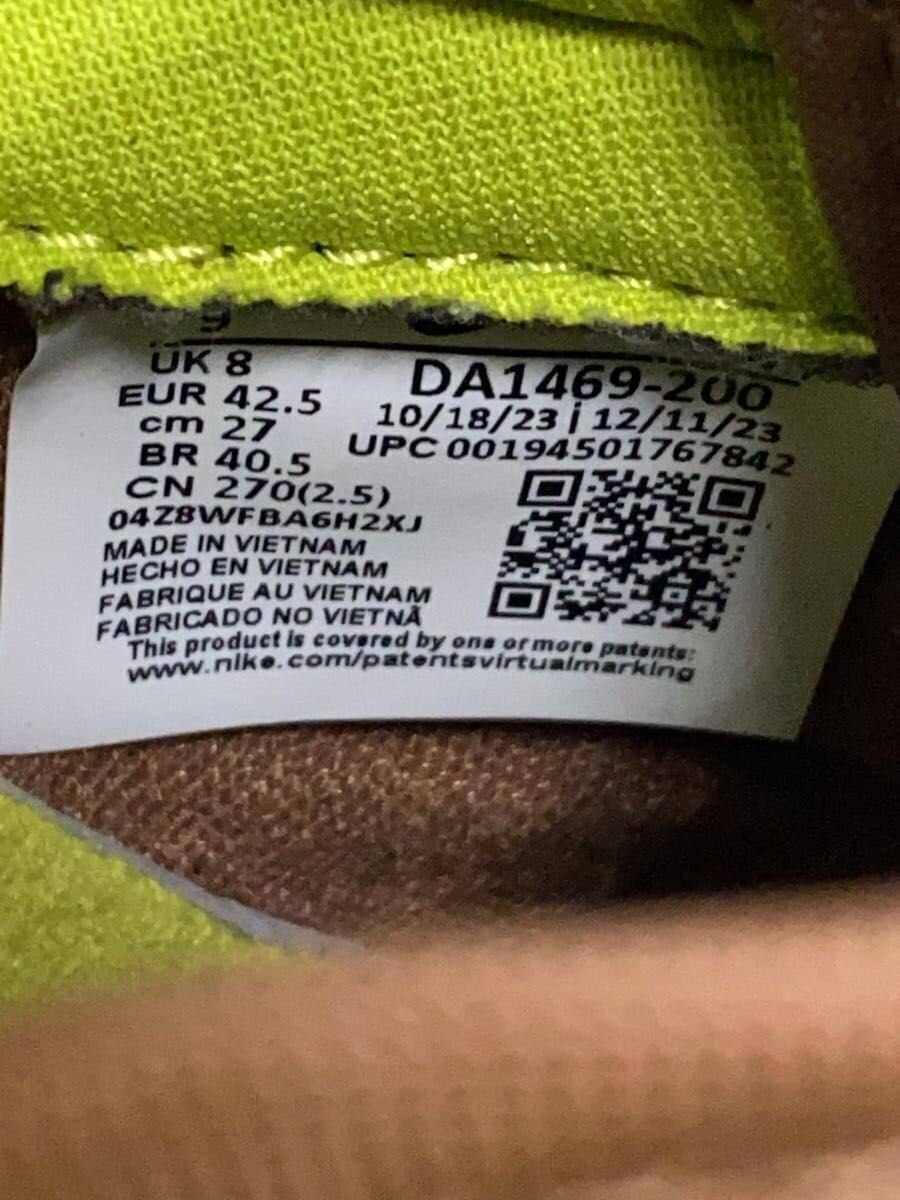 9
UK 8
EUR 42.5
cm 27
BR 40.5
CN 270(2.5)
DA1469-200
10/18/23 | 12/11/23
UPC 00194501767842
04Z8WFBA6H2XJ
MADE IN VIETNAM
HECHO EN VIETNAM
FABRIQUE AU VIETNAM
FABRICADO NO VIETNÃ
This product is covered by one or more patents:
www.nike.com/patentsvirtualmarking